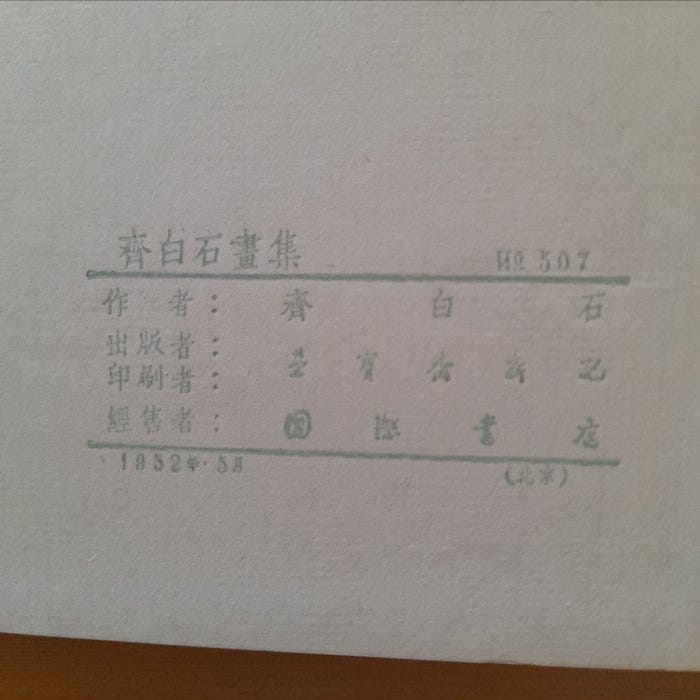 齊白石畫集 № 507
作者：齊白石
出版者：
印刷者：榮寶齋新記
經售者：國際書店
1952年·5月
(北京)